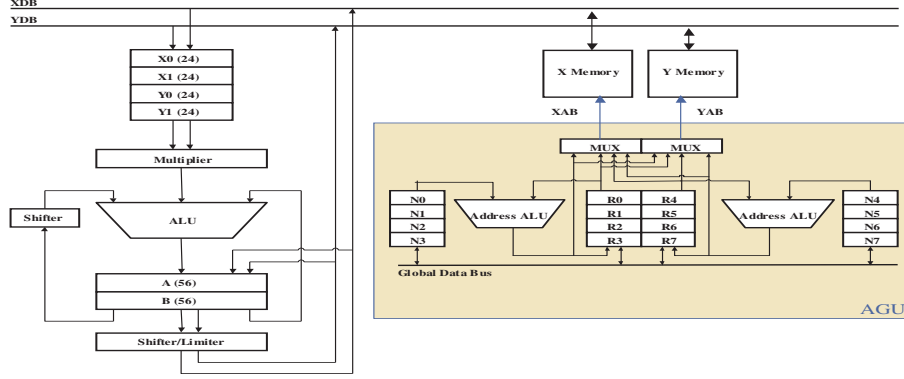 XDB
YDB
X0 (24)
X1 (24)
Y0 (24)
Y1 (24)
Multiplier
Shifter
ALU
A (56)
B (56)
Shifter/Limiter
X Memory
Y Memory
XAB
YAB
MUX
MUX
N0
N1
N2
N3
Address ALU
R0
R1
R2
R3
R4
R5
R6
R7
Address ALU
N4
N5
N6
N7
Global Data Bus
AGU